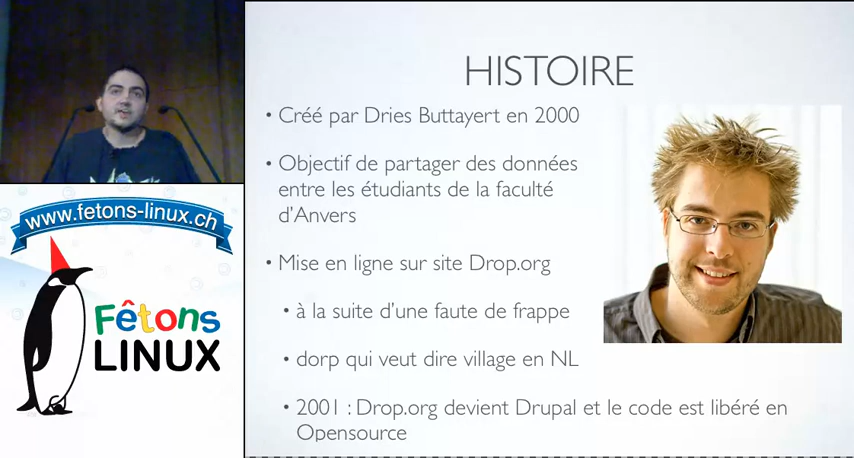 HISTOIRE
• Créé par Dries Buttayert en 2000
• Objectif de partager des données
entre les étudiants de la faculté
d'Anvers
• Mise en ligne sur site Drop.org
• à la suite d'une faute de frappe
• dorp qui veut dire village en NL
• 2001 : Drop.org devient Drupal et le code est libéré en
Opensource
www.fetons-linux.ch
Fêtons
LINUX